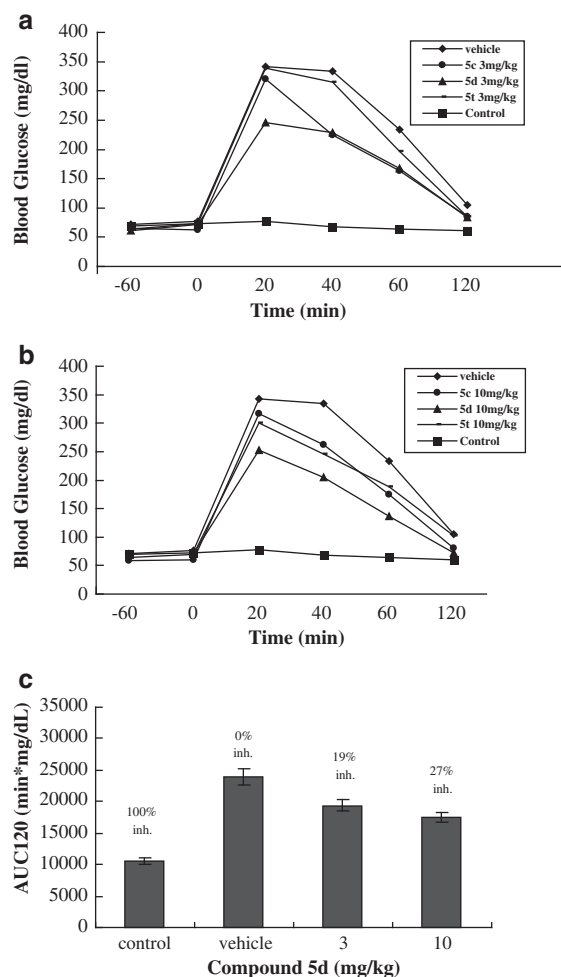 a
400
350
300
250
200
150
100
50
0
Blood Glucose (mg/dl)
vehicle
5c 3mg/kg
5d 3mg/kg
5t 3mg/kg
Control
-60 0 20 40 60 120
Time (min)
b
400
350
300
250
200
150
100
50
0
Blood Glucose (mg/dl)
vehicle
5c 10mg/kg
5d 10mg/kg
5t 10mg/kg
Control
-60 0 20 40 60 120
Time (min)
c
35000
30000
25000
20000
15000
10000
5000
0
AUC120 (min*mg/dL)
100%
inh.
0%
inh.
19%
inh.
27%
inh.
control vehicle 3 10
Compound 5d (mg/kg)